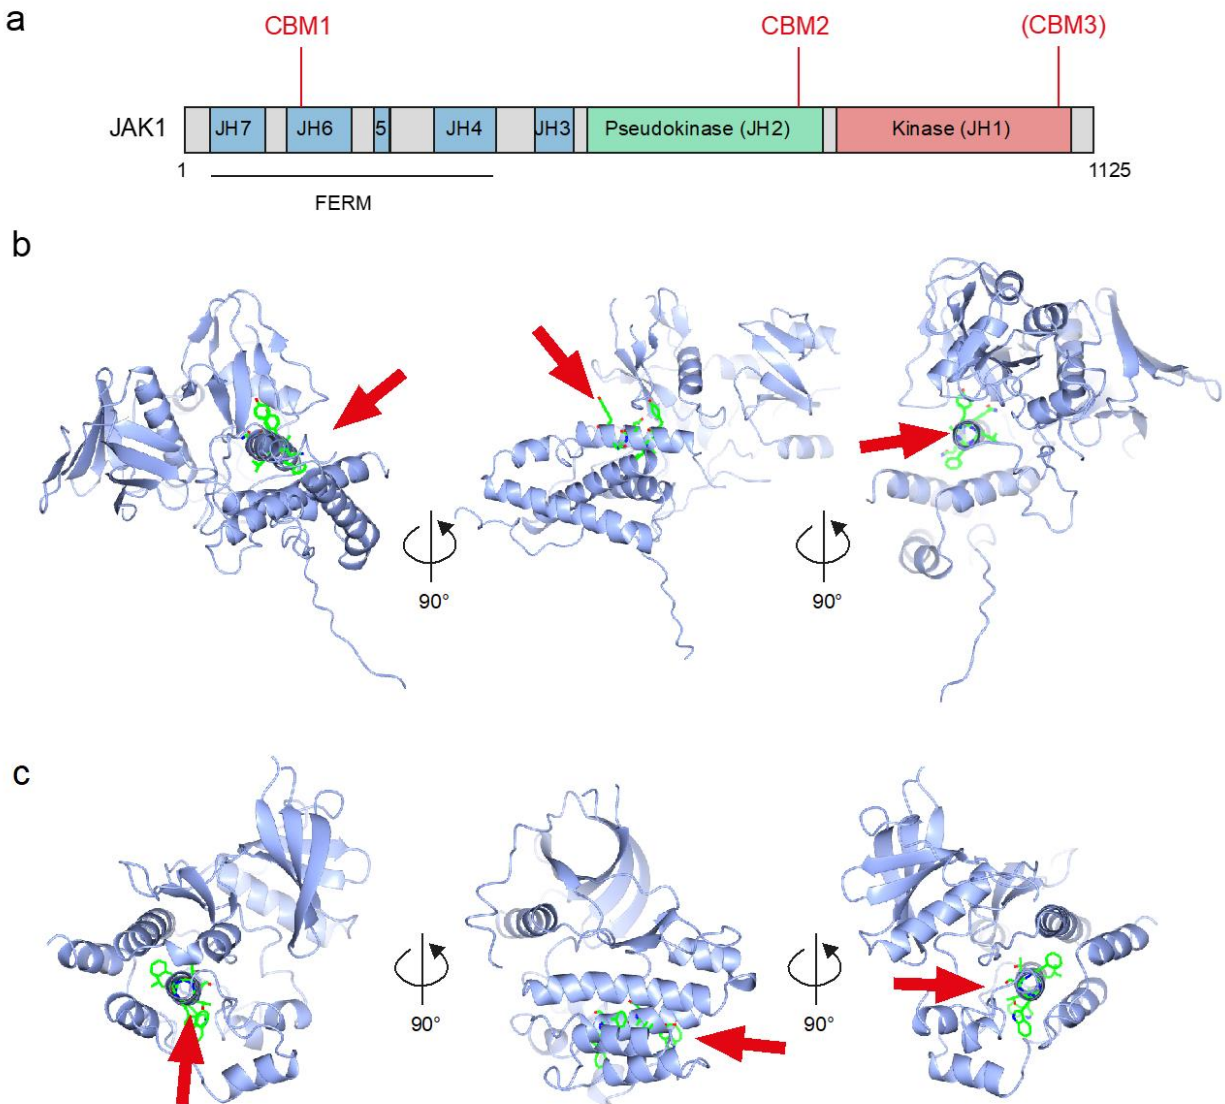 a
CBM1 CBM2 (CBM3)
JAK1 JH7 JH6 5 JH4 JH3 Pseudokinase (JH2) Kinase (JH1)
1 1125
FERM
b
90° 90°
c
90° 90°